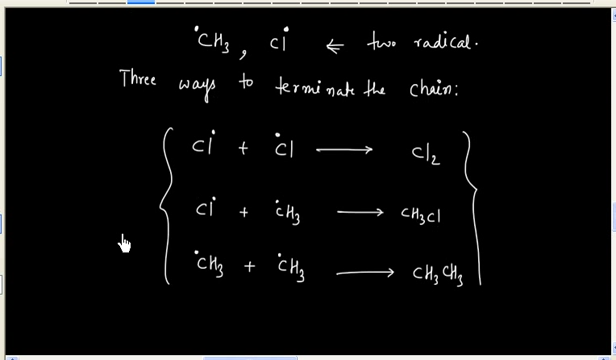 •CH3, Cl• ← two radical.
Three ways to terminate the chain:
Cl• + •Cl → Cl2
Cl• + •CH3 → CH3Cl
•CH3 + •CH3 → CH3CH3